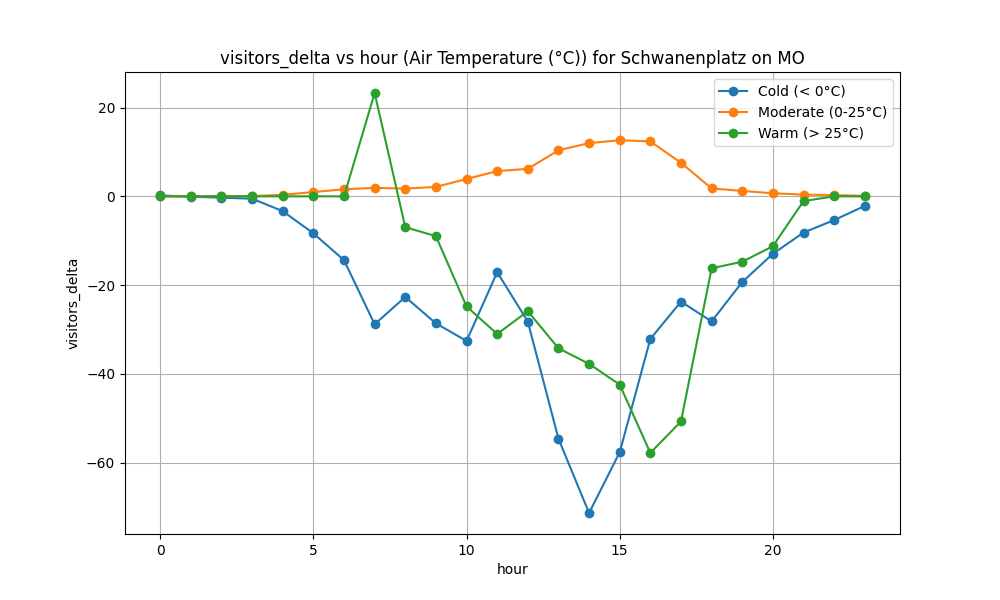 visitors_delta vs hour (Air Temperature (°C)) for Schwanenplatz on MO
Cold (< 0°C)
Moderate (0-25°C)
Warm (> 25°C)
visitors_delta
20
0
−20
−40
−60
0 5 10 15 20
hour